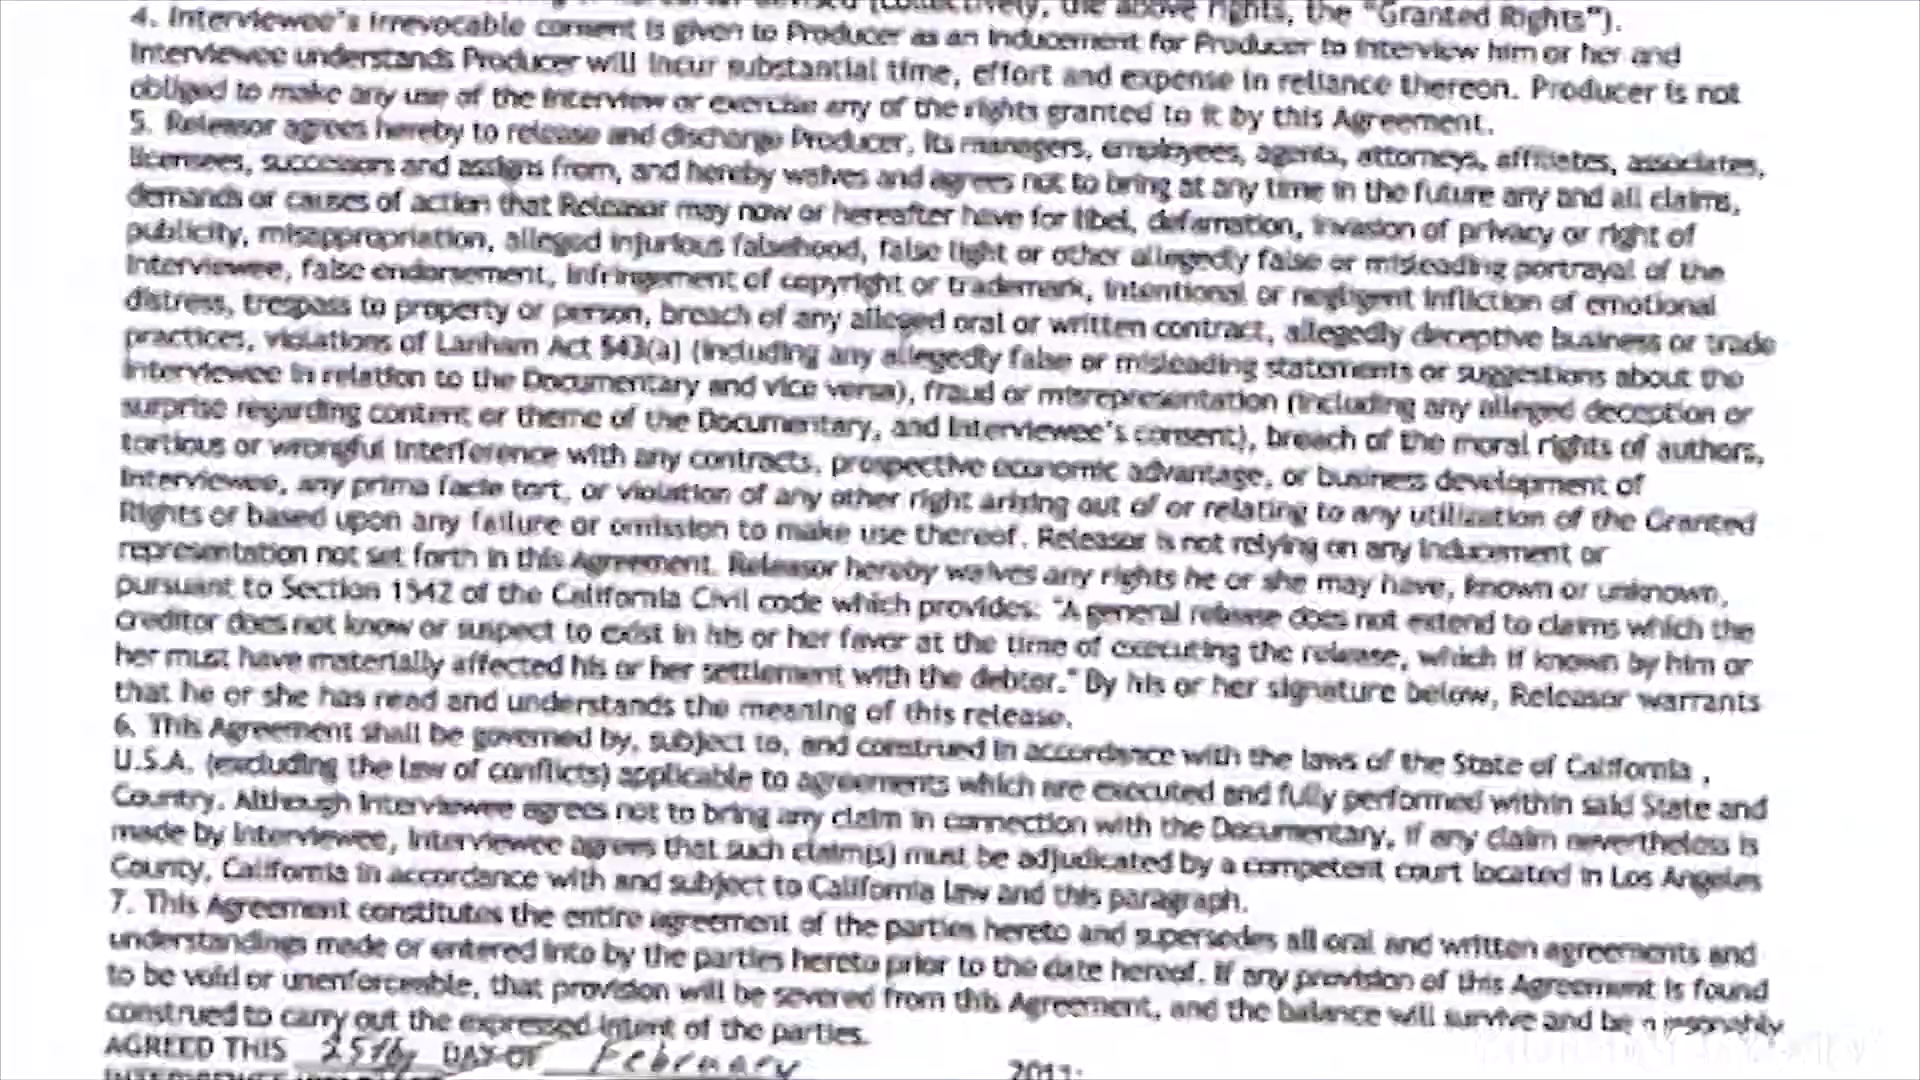 (collectively, the above rights, the "Granted Rights").
4. Interviewee's irrevocable consent is given to Producer as an inducement for Producer to interview him or her and
Interviewee understands Producer will incur substantial time, effort and expense in reliance thereon. Producer is not
obliged to make any use of the Interview or exercise any of the rights granted to it by this Agreement.
5. Releasor agrees hereby to release and discharge Producer, its managers, employees, agents, attorneys, affiliates, associates,
licensees, successors and assigns from, and hereby waives and agrees not to bring at any time in the future any and all claims,
demands or causes of action that Releasor may now or hereafter have for libel, defamation, invasion of privacy or right of
publicity, misappropriation, alleged injurious falsehood, false light or other allegedly false or misleading portrayal of the
Interviewee, false endorsement, infringement of copyright or trademark, intentional or negligent infliction of emotional
distress, trespass to property or person, breach of any alleged oral or written contract, allegedly deceptive business or trade
practices, violations of Lanham Act §43(a) (including any allegedly false or misleading statements or suggestions about the
Interviewee in relation to the Documentary and vice versa), fraud or misrepresentation (including any alleged deception or
surprise regarding content or theme of the Documentary, and Interviewee's consent), breach of the moral rights of authors,
tortious or wrongful interference with any contracts, prospective economic advantage, or business development of
Interviewee, any prima facie tort, or violation of any other right arising out of or relating to any utilization of the Granted
Rights or based upon any failure or omission to make use thereof. Releasor is not relying on any inducement or
representation not set forth in this Agreement. Releasor hereby waives any rights he or she may have, known or unknown,
pursuant to Section 1542 of the California Civil code which provides: "A general release does not extend to claims which the
creditor does not know or suspect to exist in his or her favor at the time of executing the release, which if known by him or
her must have materially affected his or her settlement with the debtor." By his or her signature below, Releasor warrants
that he or she has read and understands the meaning of this release.
6. This Agreement shall be governed by, subject to, and construed in accordance with the laws of the State of California ,
U.S.A. (excluding the law of conflicts) applicable to agreements which are executed and fully performed within said State and
Country. Although Interviewee agrees not to bring any claim in connection with the Documentary, if any claim nevertheless is
made by Interviewee, Interviewee agrees that such claim(s) must be adjudicated by a competent court located in Los Angeles
County, California in accordance with and subject to California law and this paragraph.
7. This Agreement constitutes the entire agreement of the parties hereto and supersedes all oral and written agreements and
understandings made or entered into by the parties hereto prior to the date hereof. If any provision of this Agreement is found
to be void or unenforceable, that provision will be severed from this Agreement, and the balance will survive and be reasonably
construed to carry out the expressed intent of the parties.
AGREED THIS 25th DAY OF February 2011: